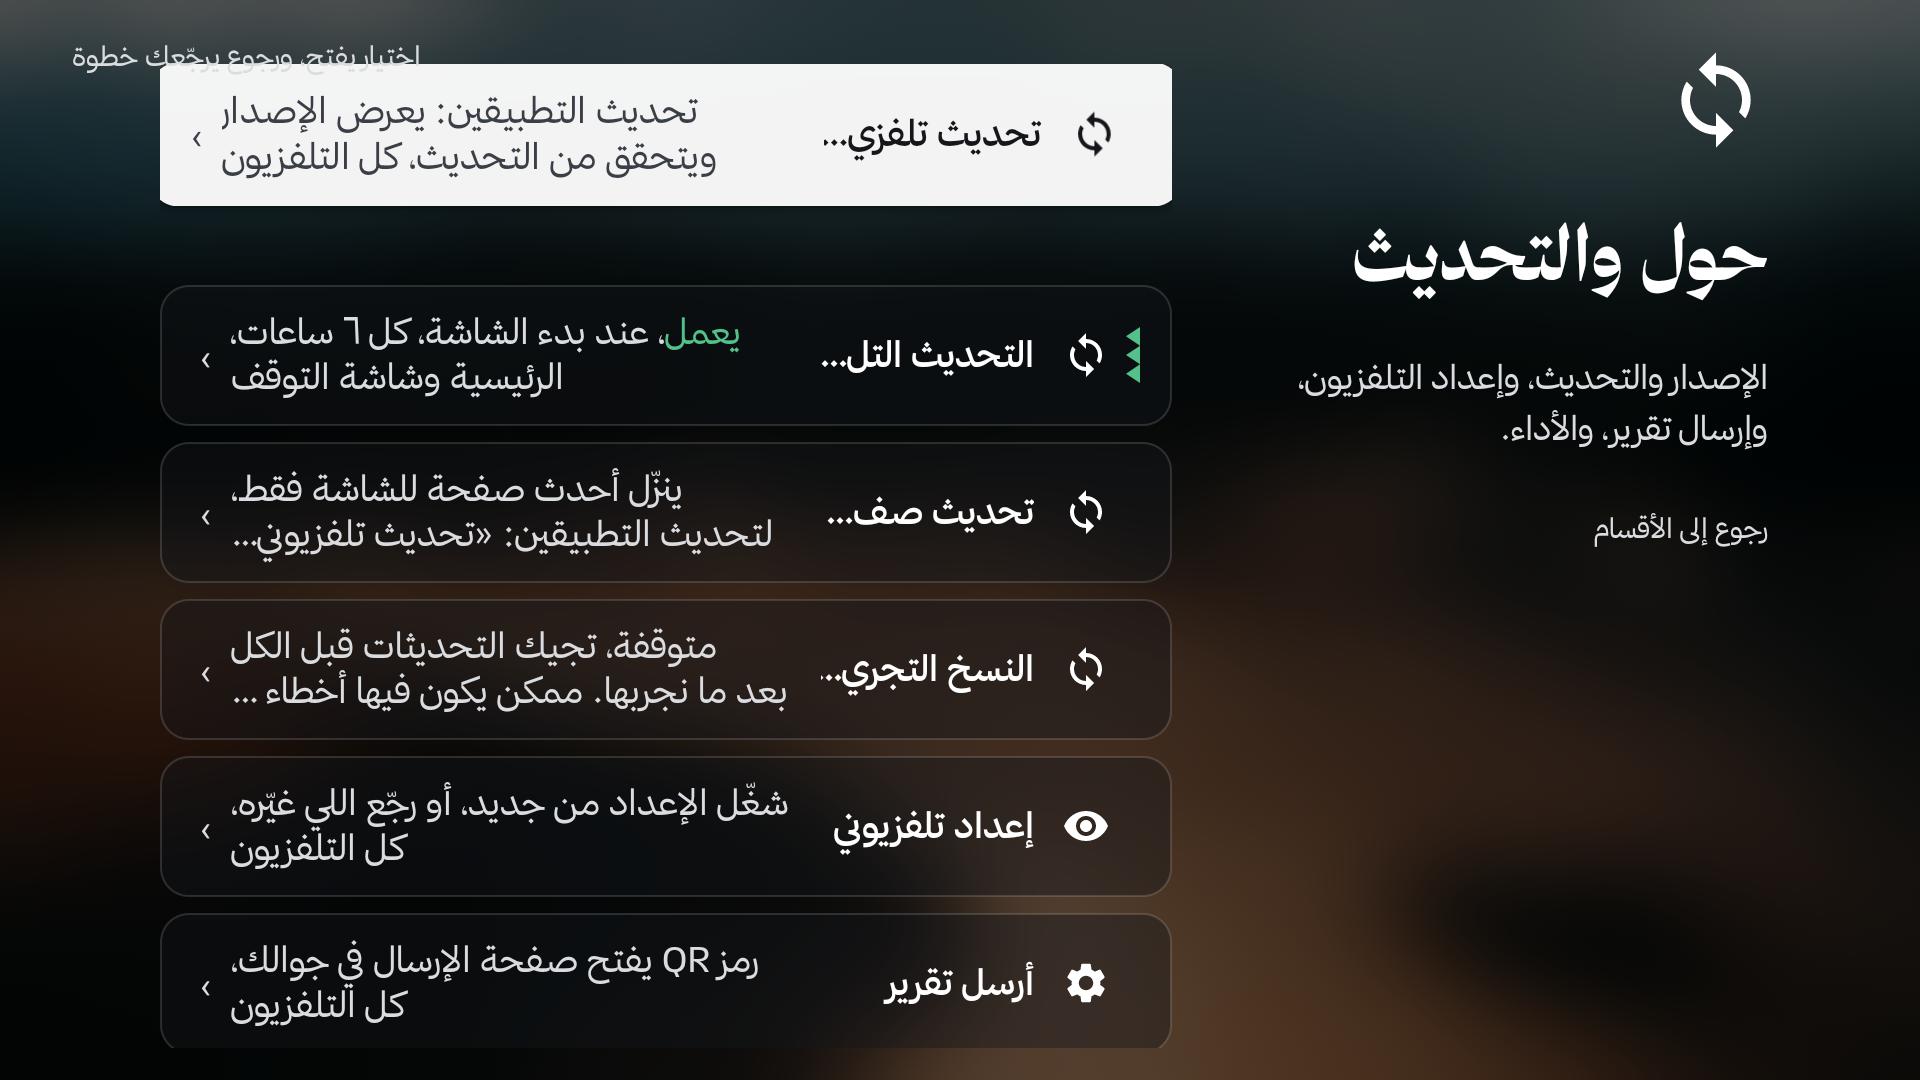 اختيار يفتح، ورجوع يرجّعك خطوة
حول والتحديث
الإصدار والتحديث، وإعداد التلفزيون،
وإرسال تقرير، والأداء.
رجوع إلى الأقسام
تحديث تلفزي...
تحديث التطبيقين: يعرض الإصدار
ويتحقق من التحديث، كل التلفزيون
التحديث التل...
يعمل، عند بدء الشاشة، كل ٦ ساعات،
الرئيسية وشاشة التوقف
تحديث صف...
ينزّل أحدث صفحة للشاشة فقط،
لتحديث التطبيقين: «تحديث تلفزيوني...
النسخ التجري...
متوقفة، تجيك التحديثات قبل الكل
بعد ما نجربها. ممكن يكون فيها أخطاء ...
إعداد تلفزيوني
شغّل الإعداد من جديد، أو رجّع اللي غيّره،
كل التلفزيون
أرسل تقرير
رمز QR يفتح صفحة الإرسال في جوالك،
كل التلفزيون